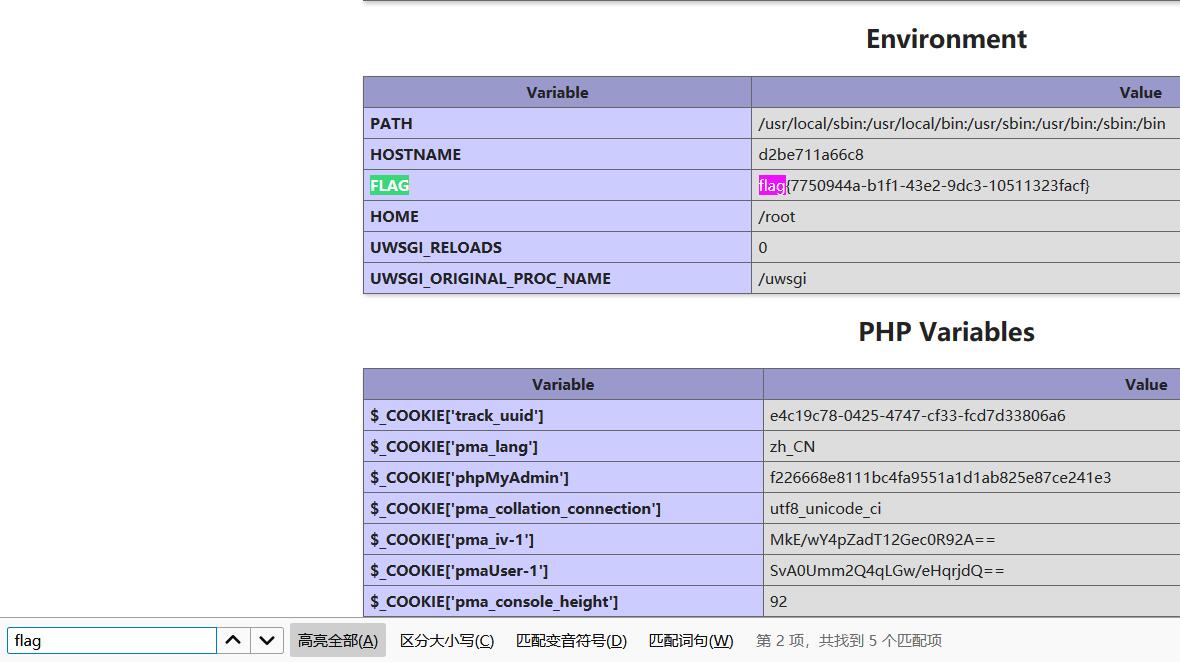 Environment
Variable Value
PATH /usr/local/sbin:/usr/local/bin:/usr/sbin:/usr/bin:/sbin:/bin
HOSTNAME d2be711a66c8
FLAG flag{7750944a-b1f1-43e2-9dc3-10511323facf}
HOME /root
UWSGI_RELOADS 0
UWSGI_ORIGINAL_PROC_NAME /uwsgi
PHP Variables
Variable Value
$_COOKIE['track_uuid'] e4c19c78-0425-4747-cf33-fcd7d33806a6
$_COOKIE['pma_lang'] zh_CN
$_COOKIE['phpMyAdmin'] f226668e8111bc4fa9551a1d1ab825e87ce241e3
$_COOKIE['pma_collation_connection'] utf8_unicode_ci
$_COOKIE['pma_iv-1'] MkE/wY4pZadT12Gec0R92A==
$_COOKIE['pmaUser-1'] SvA0Umm2Q4qLGw/eHqrjdQ==
$_COOKIE['pma_console_height'] 92
flag 高亮全部(A) 区分大小写(C) 匹配变音符号(D) 匹配词句(W) 第 2 项，共找到 5 个匹配项